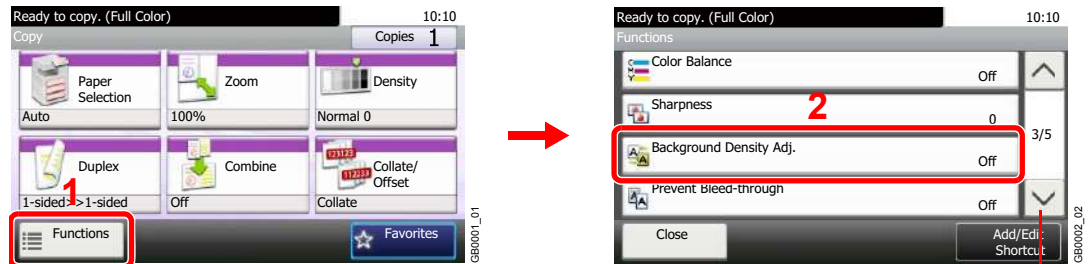 Ready to copy. (Full Color) 10:10
Copy Copies 1
Paper Selection
Auto
Zoom
100%
Density
Normal 0
Duplex
1-sided>>1-sided
Combine
Off
123123
112233
Collate/
Offset
Collate
1
Functions
Favorites
GB0001_01
Ready to copy. (Full Color) 10:10
Functions
Color Balance
Off
Sharpness
0
2
Background Density Adj.
Off
Prevent Bleed-through
Off
3/5
Close
Add/Edit
Shortcut
GB0002_02